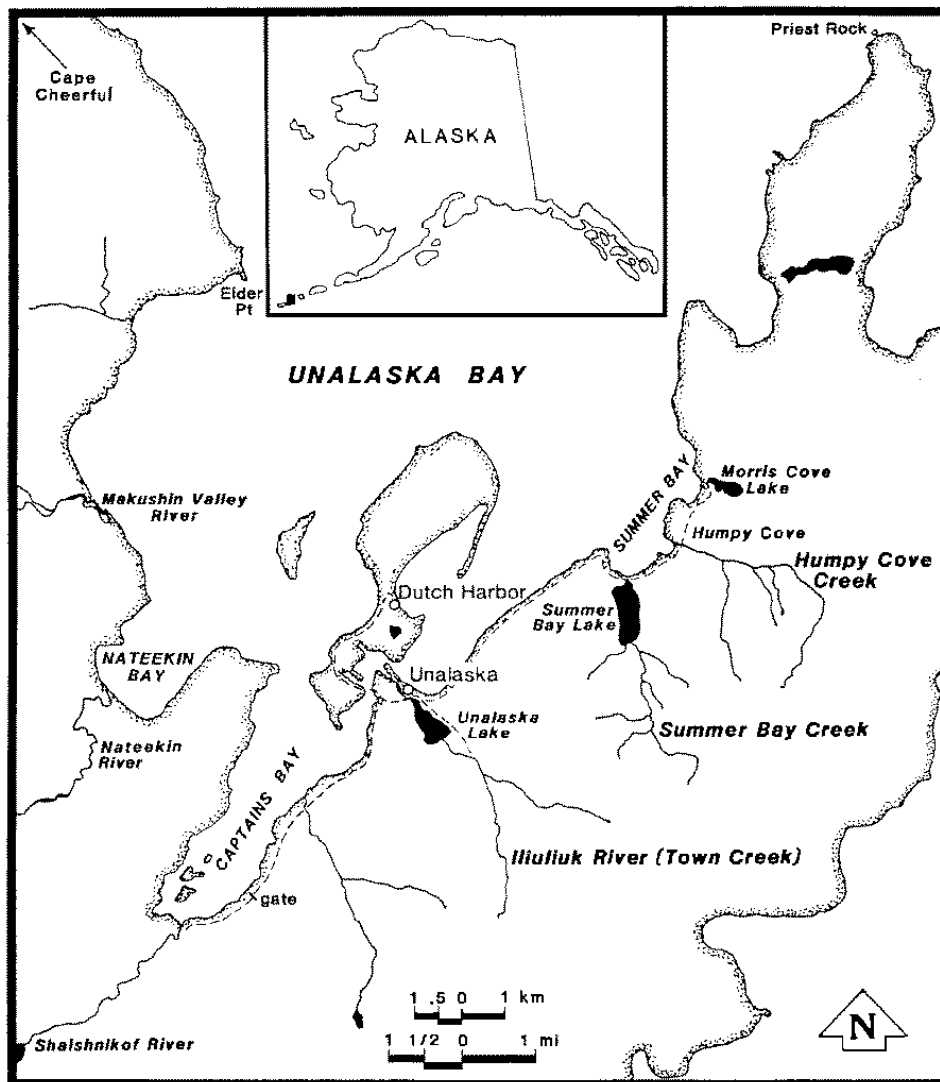 Priest Rock
Cape
Cheerful
ALASKA
Elder
Pt
UNALASKA BAY
SUMMER BAY
Morris Cove
Lake
Makushin Valley
River
Humpy Cove
Humpy Cove
Creek
Dutch Harbor
Summer
Bay Lake
NATEEKIN
BAY
Unalaska
Unalaska
Lake
Summer Bay Creek
Nateekin
River
CAPTAINS BAY
Iliuliuk River (Town Creek)
gate
1 .5 0 1 km
1 1/2 0 1 mi
N
Shaishnikof River